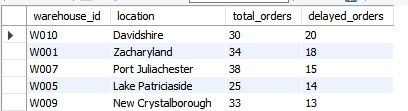 warehouse_id location total_orders delayed_orders
W010 Davidshire 30 20
W001 Zacharyland 34 18
W007 Port Juliachester 38 15
W005 Lake Patriciaside 25 14
W009 New Crystalborough 33 13